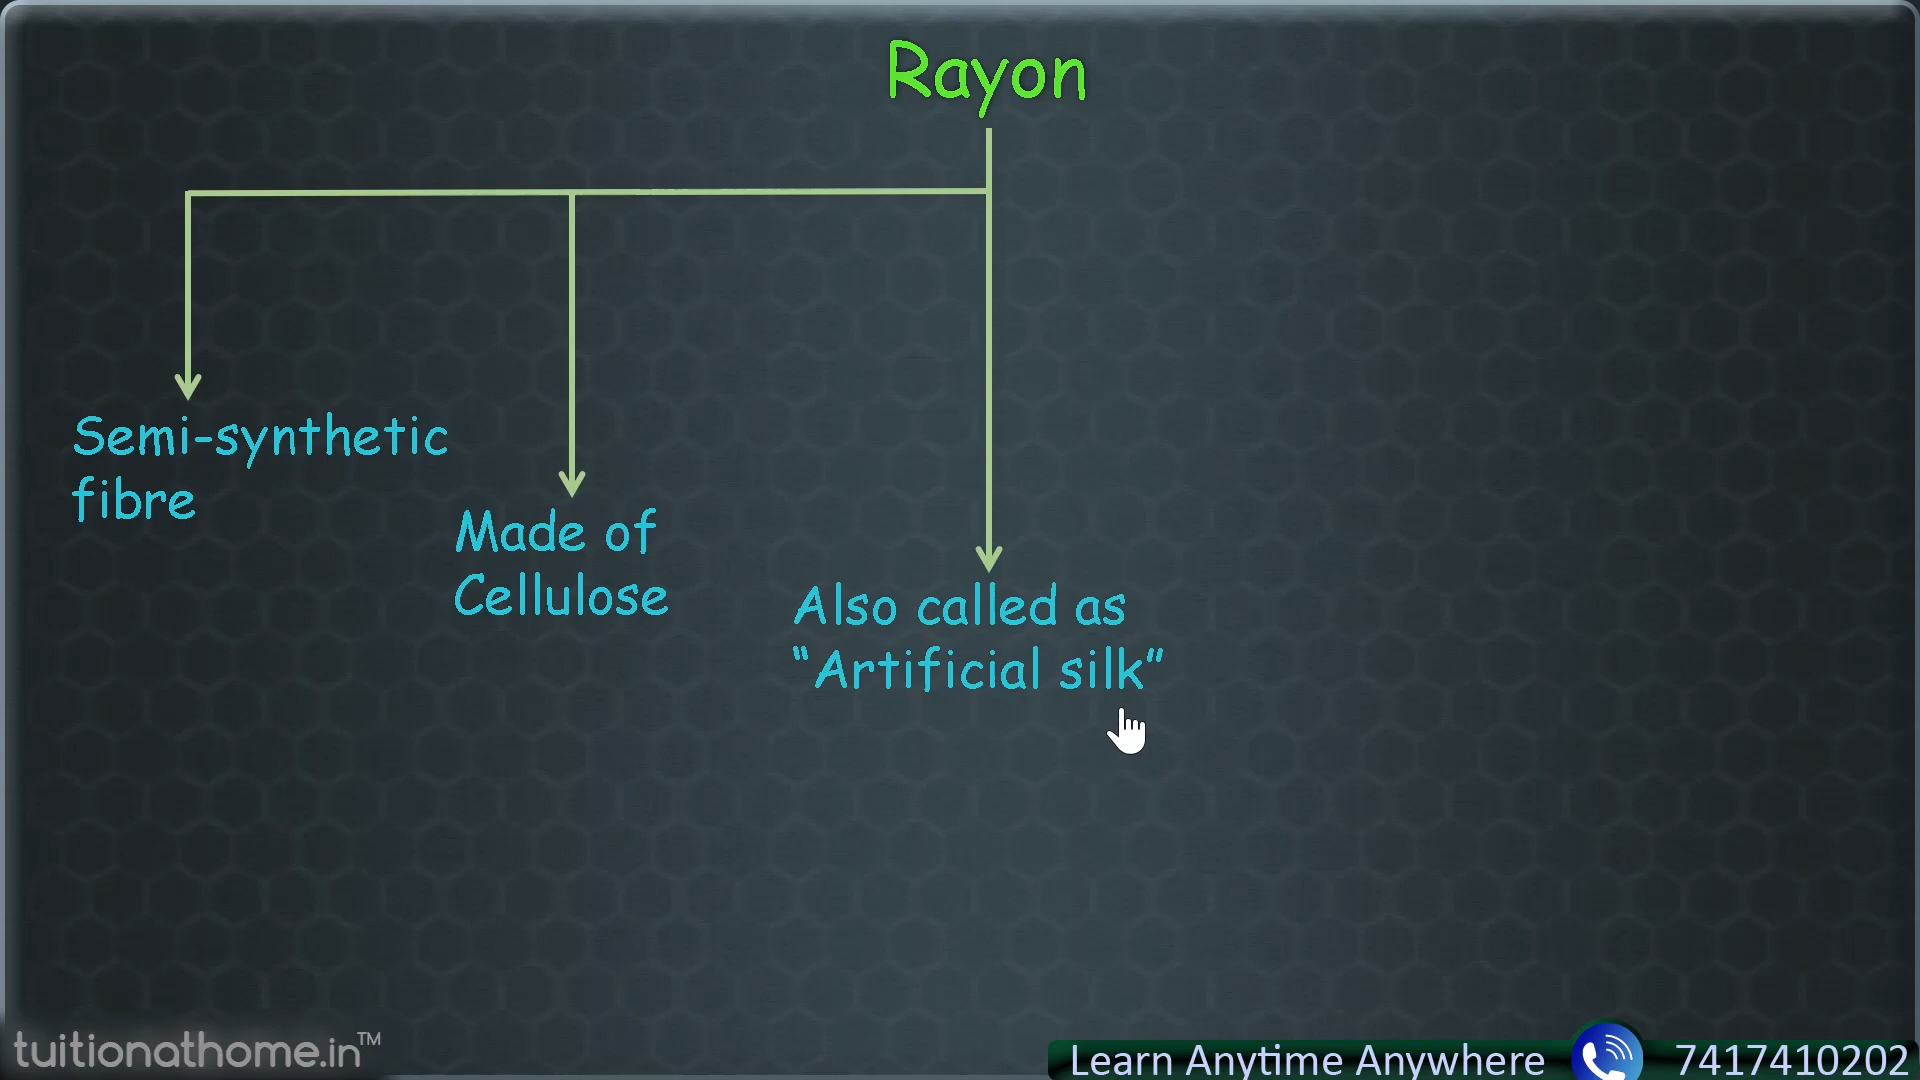 Rayon
Semi-synthetic
fibre
Made of
Cellulose
Also called as
“Artificial silk”
tuitionathome.in™
Learn Anytime Anywhere
7417410202